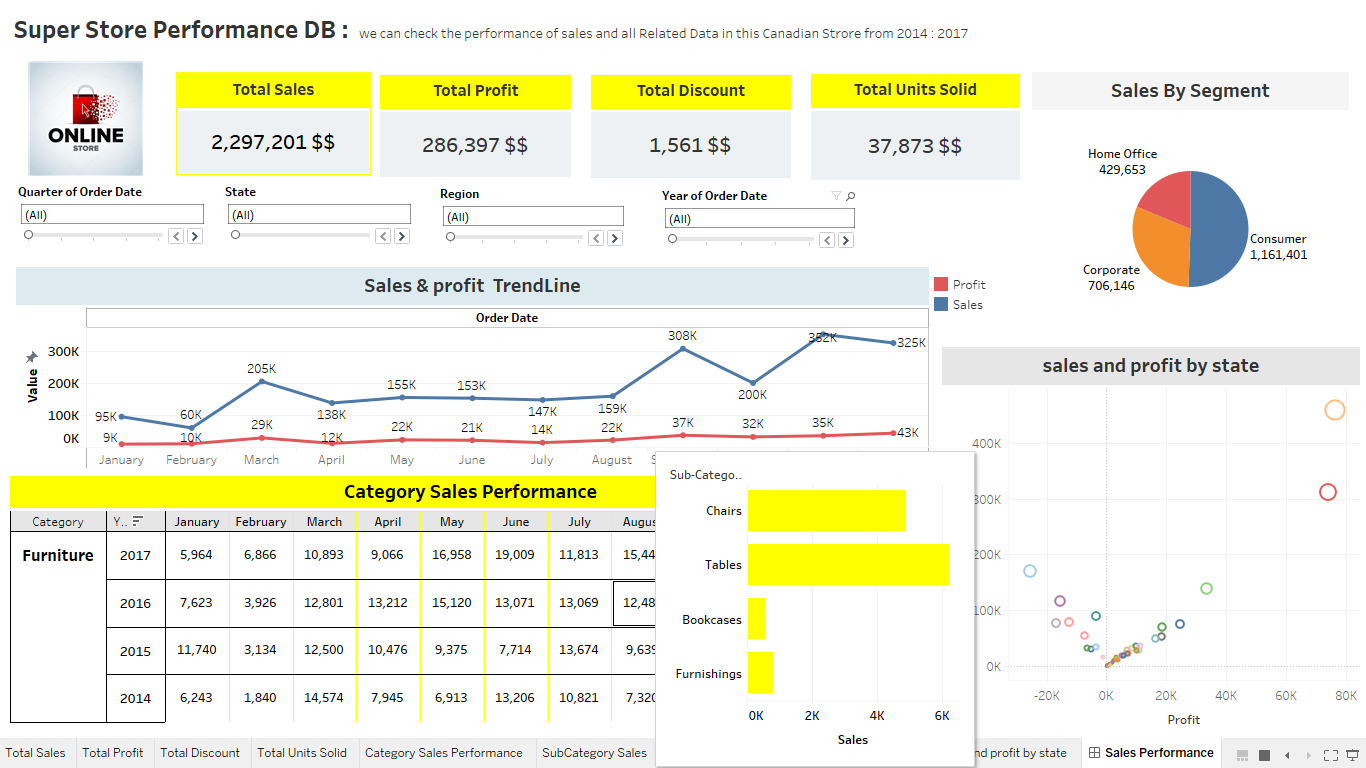 Super Store Performance DB : we can check the performance of sales and all Related Data in this Canadian Strore from 2014 : 2017
ONLINE
STORE
Total Sales
2,297,201 $$
Total Profit
286,397 $$
Total Discount
1,561 $$
Total Units Solid
37,873 $$
Sales By Segment
Home Office
429,653
Consumer
1,161,401
Corporate
706,146
Quarter of Order Date
(All)
State
(All)
Region
(All)
Year of Order Date
(All)
Sales & profit TrendLine
Profit
Sales
Order Date
Value
300K
200K
100K
0K
95K 60K 205K 138K 155K 153K 147K 159K 308K 200K 352K 325K
9K 10K 29K 12K 22K 21K 14K 22K 37K 32K 35K 43K
January February March April May June July August
sales and profit by state
400K
300K
200K
100K
0K
-20K 0K 20K 40K 60K 80K
Profit
Category Sales Performance
Category Y.. January February March April May June July Augus
Furniture 2017 5,964 6,866 10,893 9,066 16,958 19,009 11,813 15,44
2016 7,623 3,926 12,801 13,212 15,120 13,071 13,069 12,48
2015 11,740 3,134 12,500 10,476 9,375 7,714 13,674 9,639
2014 6,243 1,840 14,574 7,945 6,913 13,206 10,821 7,320
Sub-Catego..
Chairs
Tables
Bookcases
Furnishings
0K 2K 4K 6K
Sales
Total Sales Total Profit Total Discount Total Units Solid Category Sales Performance SubCategory Sales nd profit by state Sales Performance